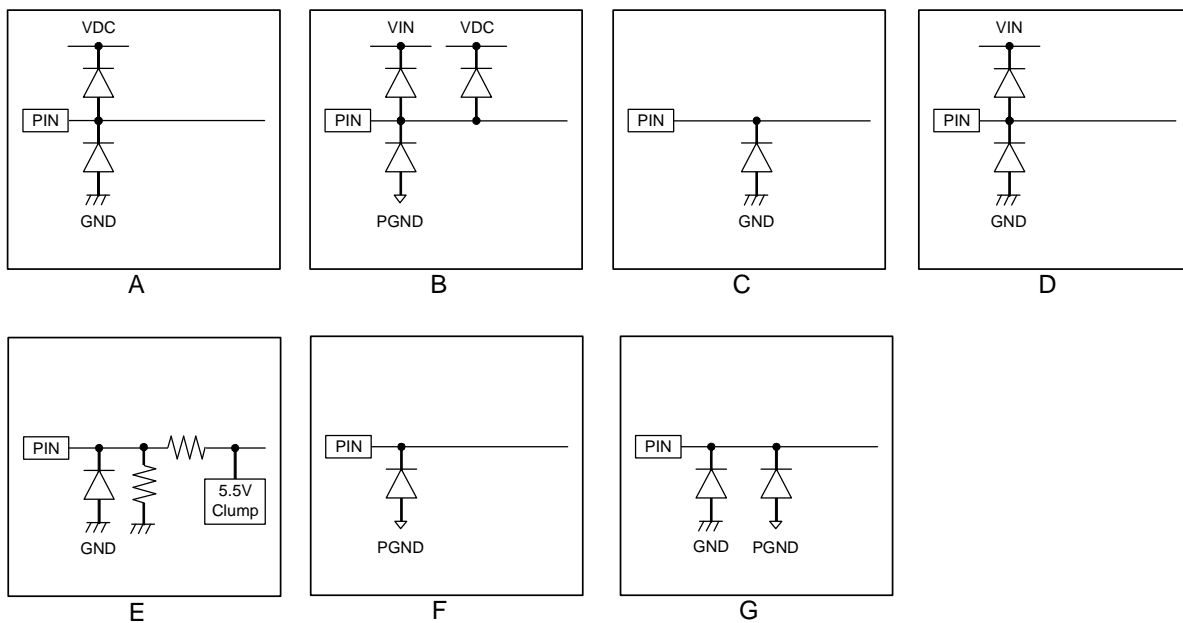 VDC
PIN
GND
A
VIN VDC
PIN
PGND
B
PIN
GND
C
VIN
PIN
GND
D
PIN
5.5V
Clump
GND
E
PIN
PGND
F
PIN
GND PGND
G